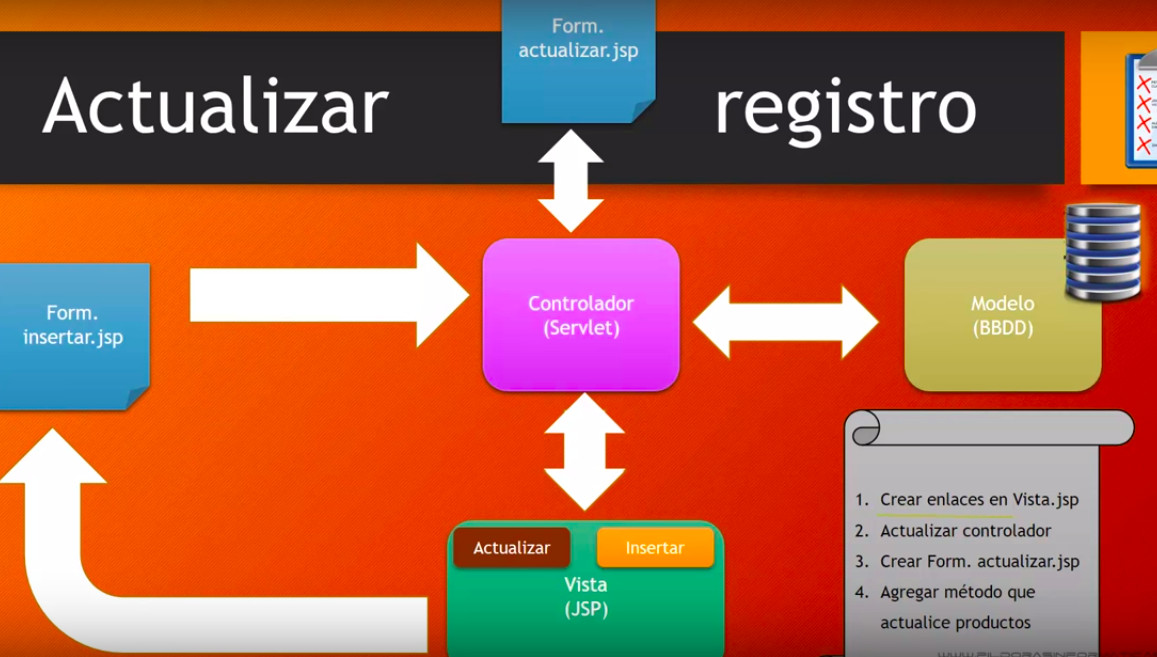 Form.
actualizar.jsp
Actualizar registro
Form.
insertar.jsp
Controlador
(Servlet)
Modelo
(BBDD)
Actualizar
Insertar
Vista
(JSP)
1. Crear enlaces en Vista.jsp
2. Actualizar controlador
3. Crear Form. actualizar.jsp
4. Agregar método que
actualice productos